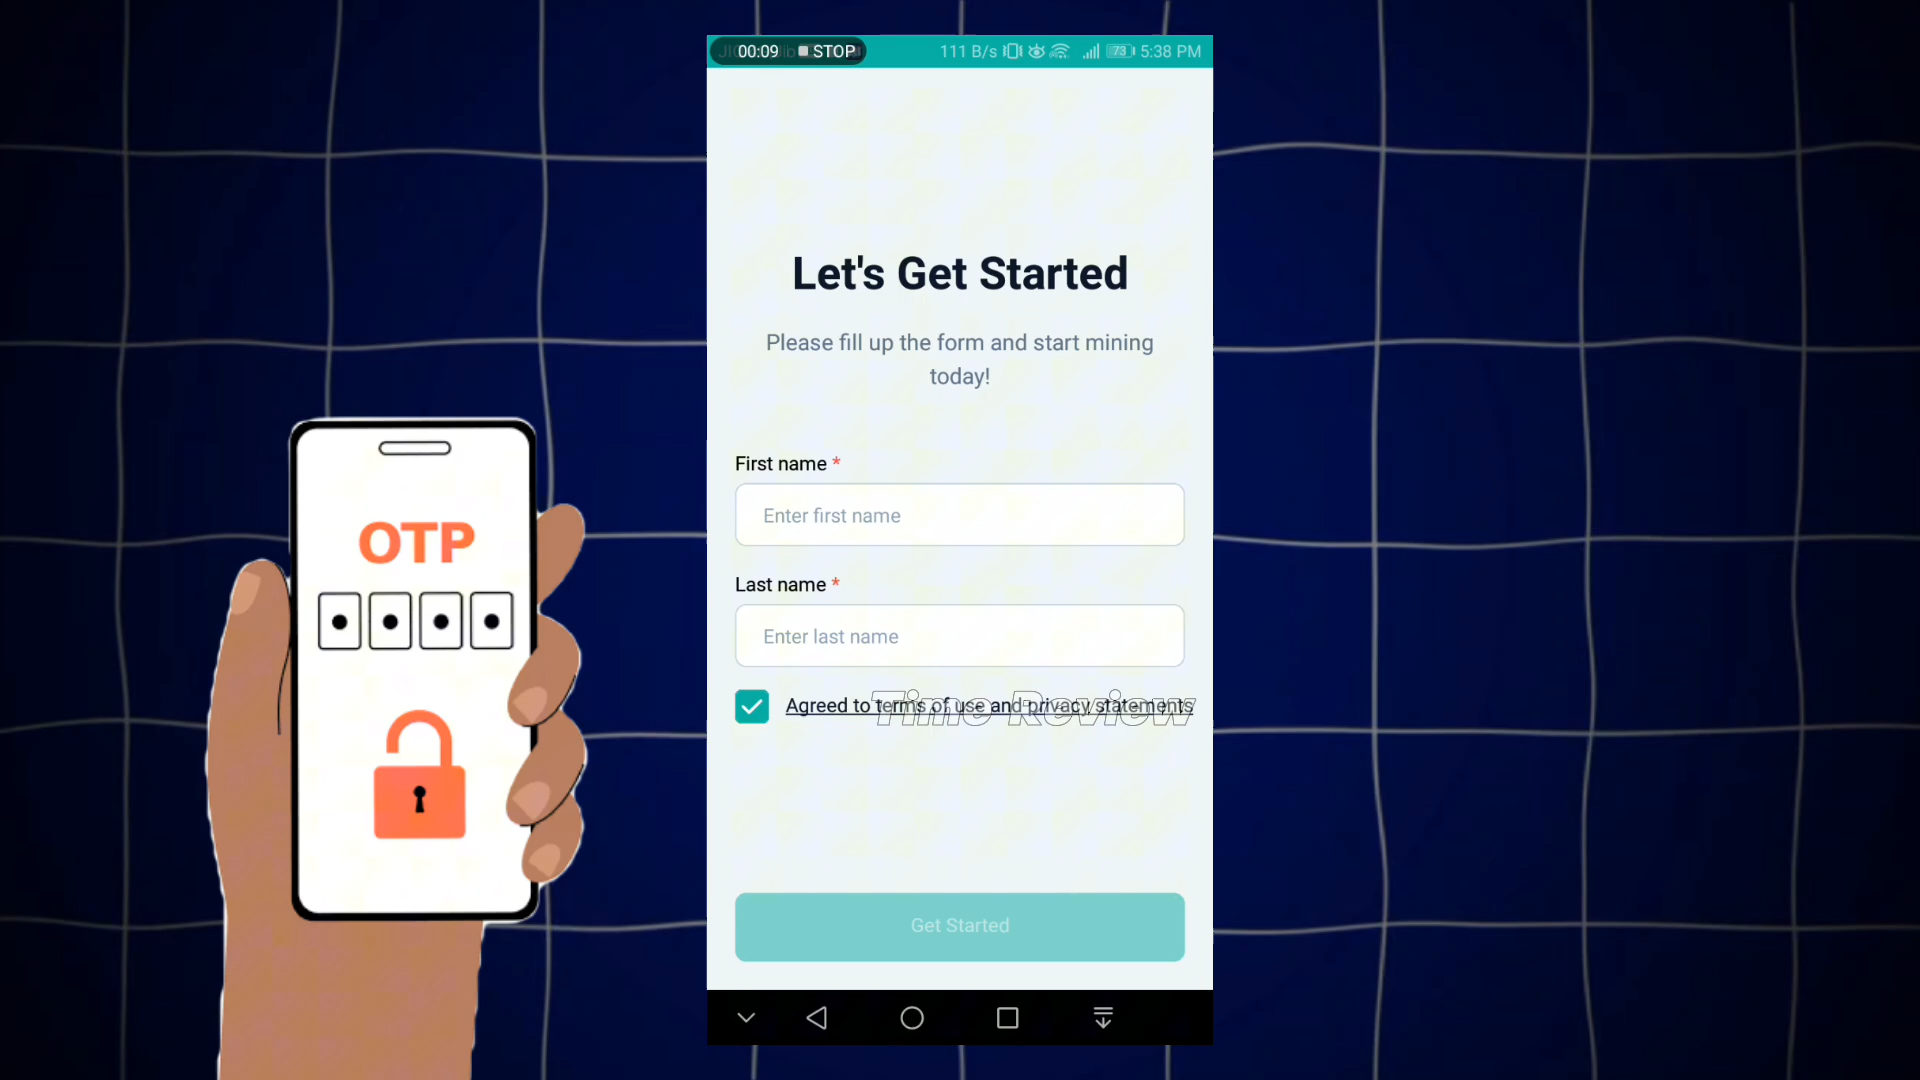 00:09 STOP
111 B/s 73 5:38 PM
Let's Get Started
Please fill up the form and start mining
today!
First name *
Enter first name
Last name *
Enter last name
Agreed to terms of use and privacy statements
Time Review
Get Started
OTP